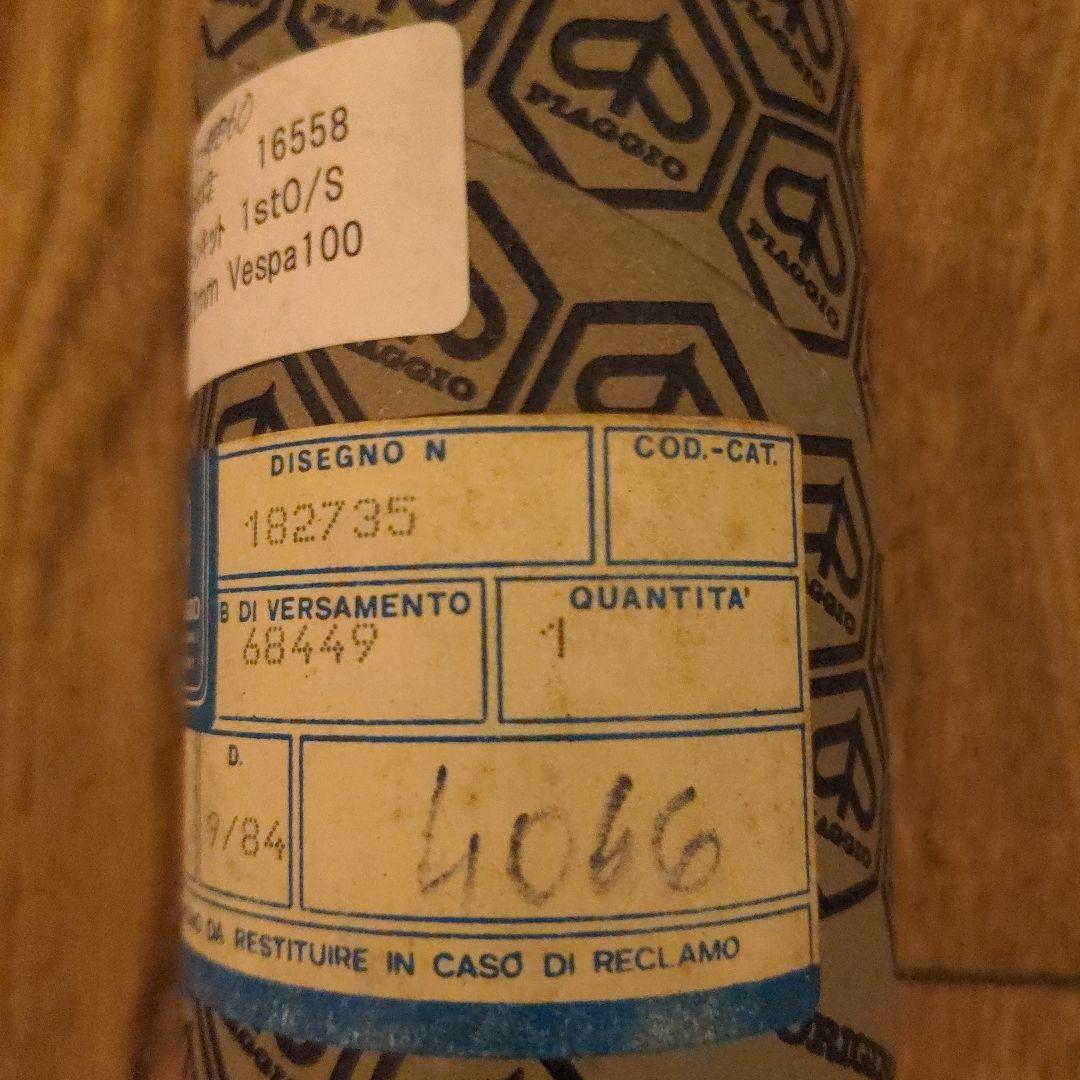 PIAGGIO
PIAGGIO
16558
1stO/S
mm Vespa100
DISEGNO N
182735
COD.-CAT.
B DI VERSAMENTO
68449
QUANTITA'
1
D.
9/84
4066
DA RESTITUIRE IN CASO DI RECLAMO